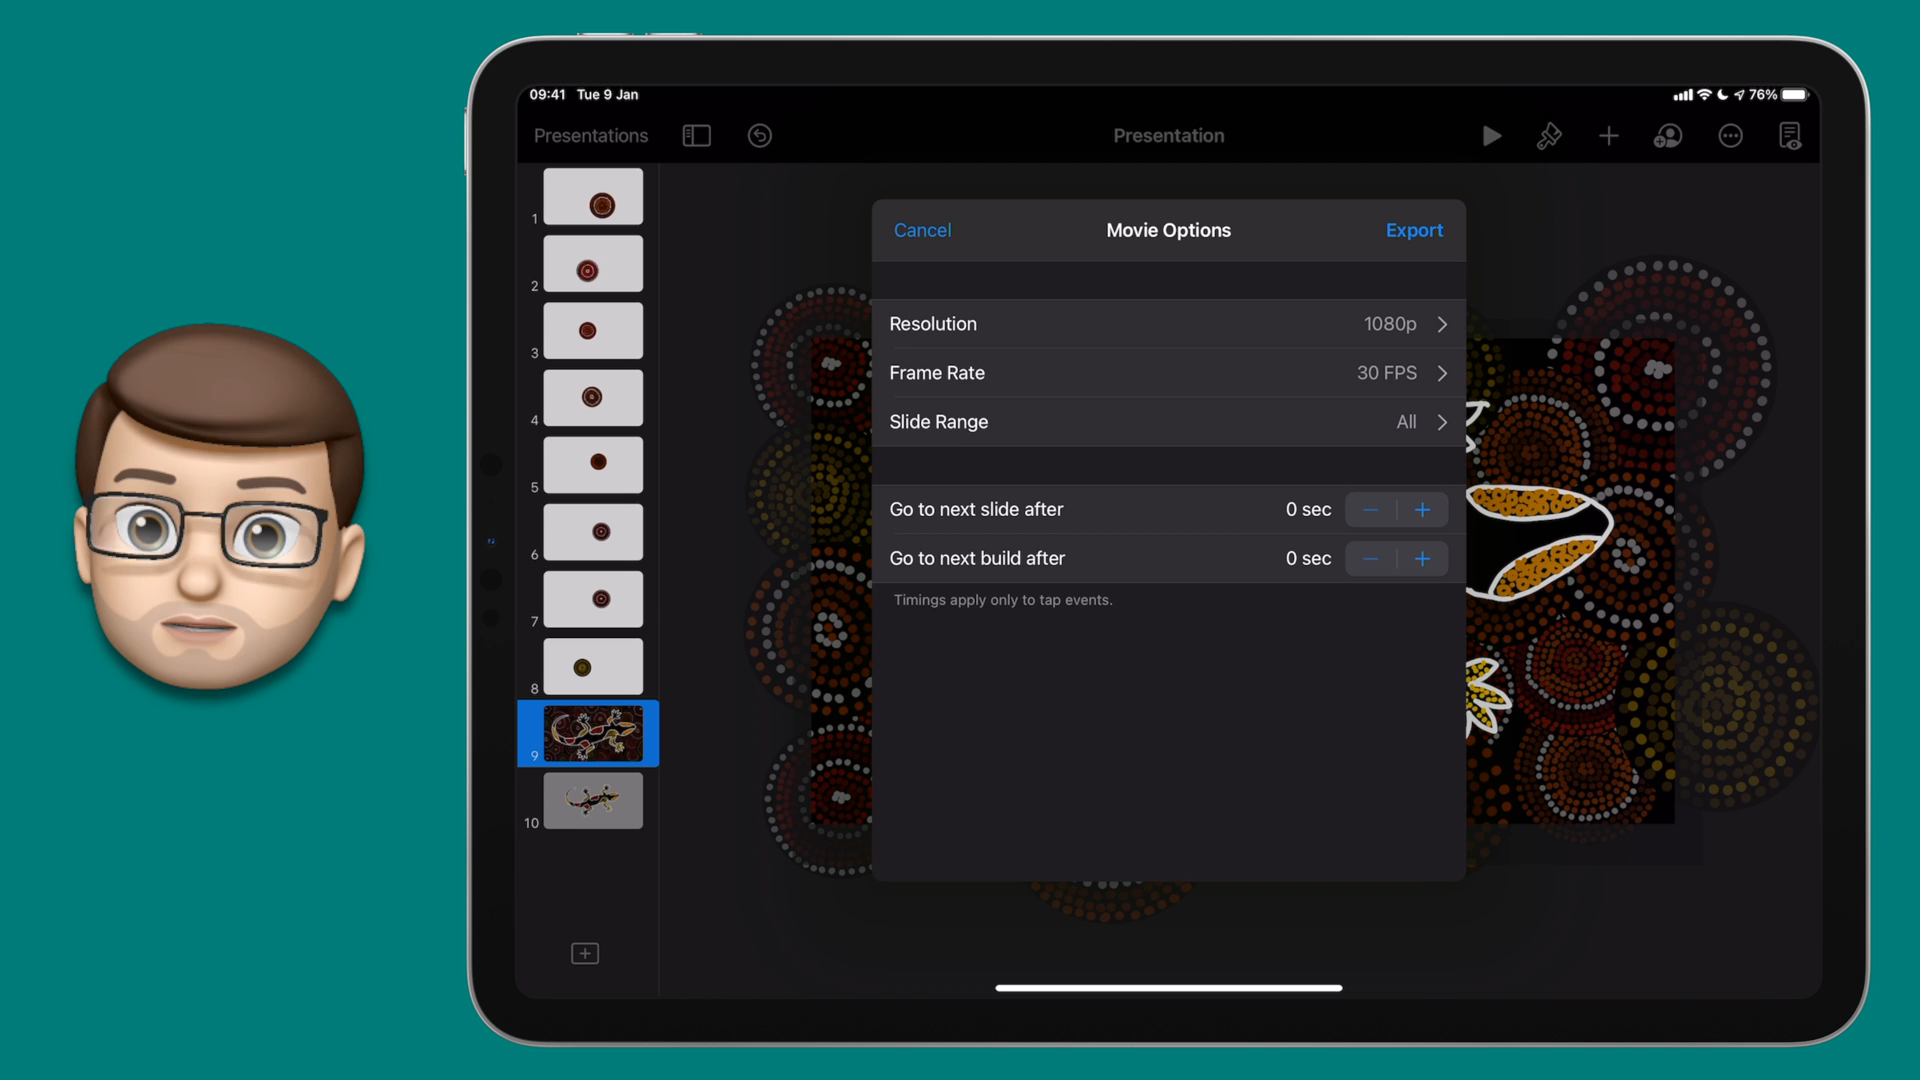 09:41 Tue 9 Jan
76%
Presentations
Presentation
1
2
3
4
5
6
7
8
9
10
Cancel
Movie Options
Export
Resolution
1080p
Frame Rate
30 FPS
Slide Range
All
Go to next slide after
0 sec
Go to next build after
0 sec
Timings apply only to tap events.